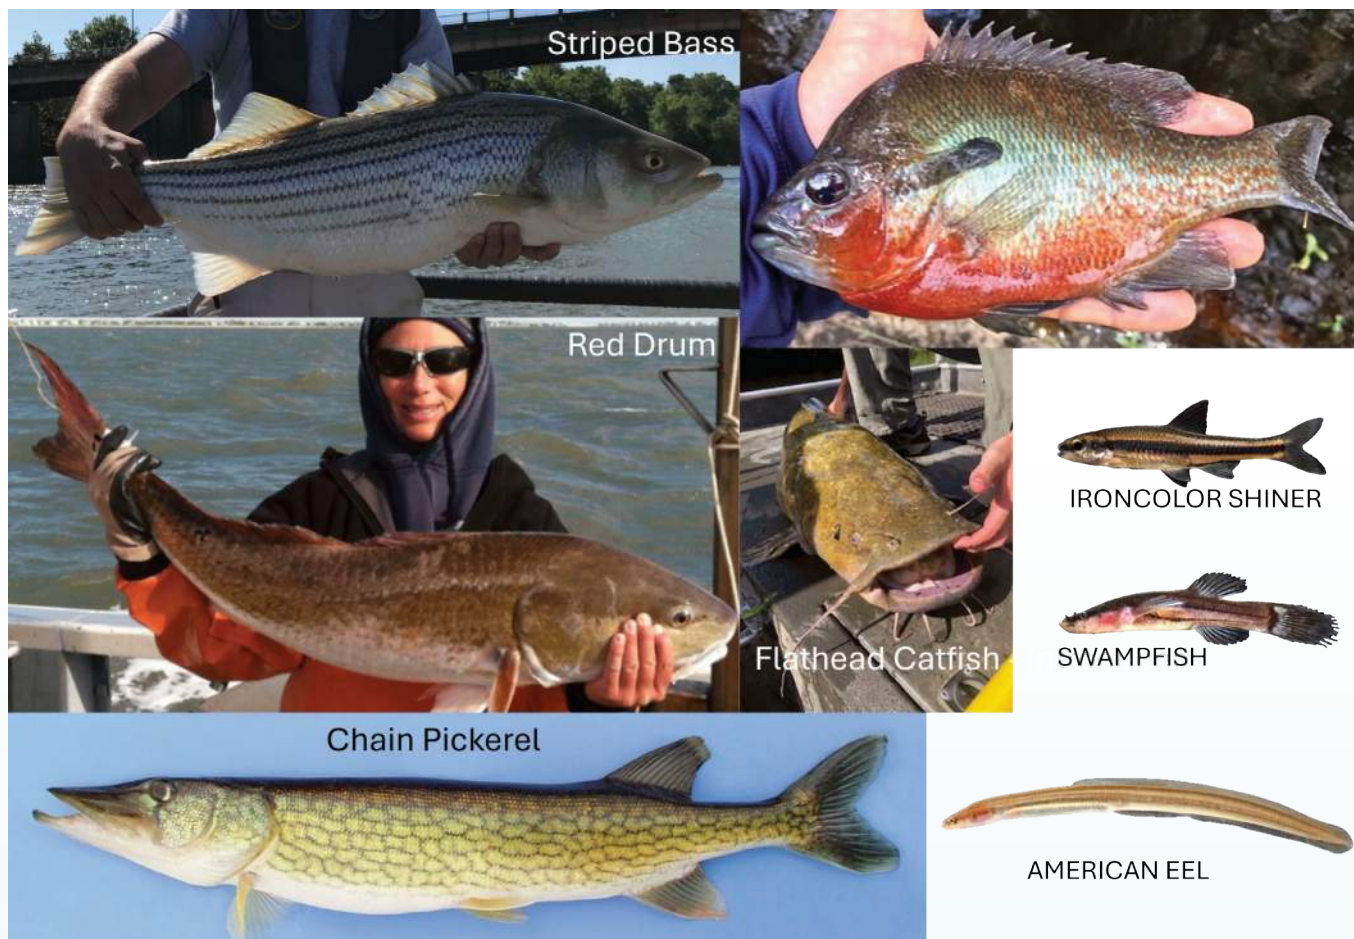 Striped Bass
Red Drum
Flathead Catfish
IRONCOLOR SHINER
SWAMPFISH
Chain Pickerel
AMERICAN EEL